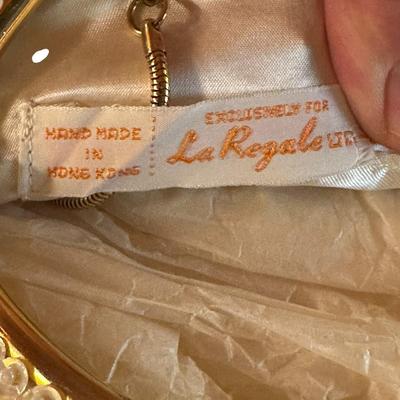 HAND MADE
IN
HONG KONG
EXCLUSIVELY FOR
La Regale LTD